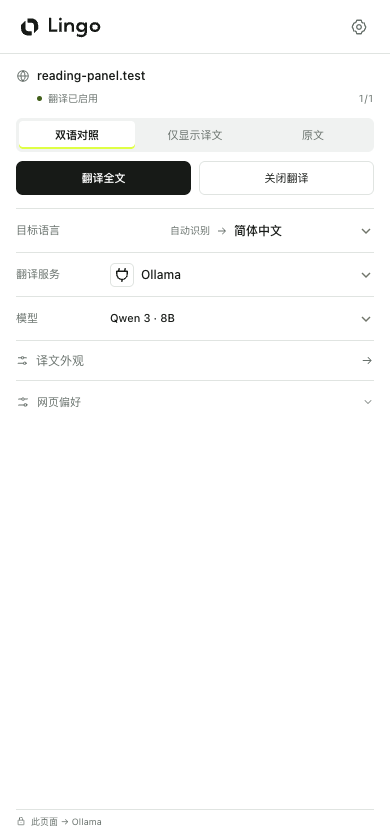 Lingo
reading-panel.test
翻译已启用 1/1
双语对照 仅显示译文 原文
翻译全文 关闭翻译
目标语言 自动识别 → 简体中文
翻译服务 Ollama
模型 Qwen 3 · 8B
译文外观 →
网页偏好
此页面 → Ollama